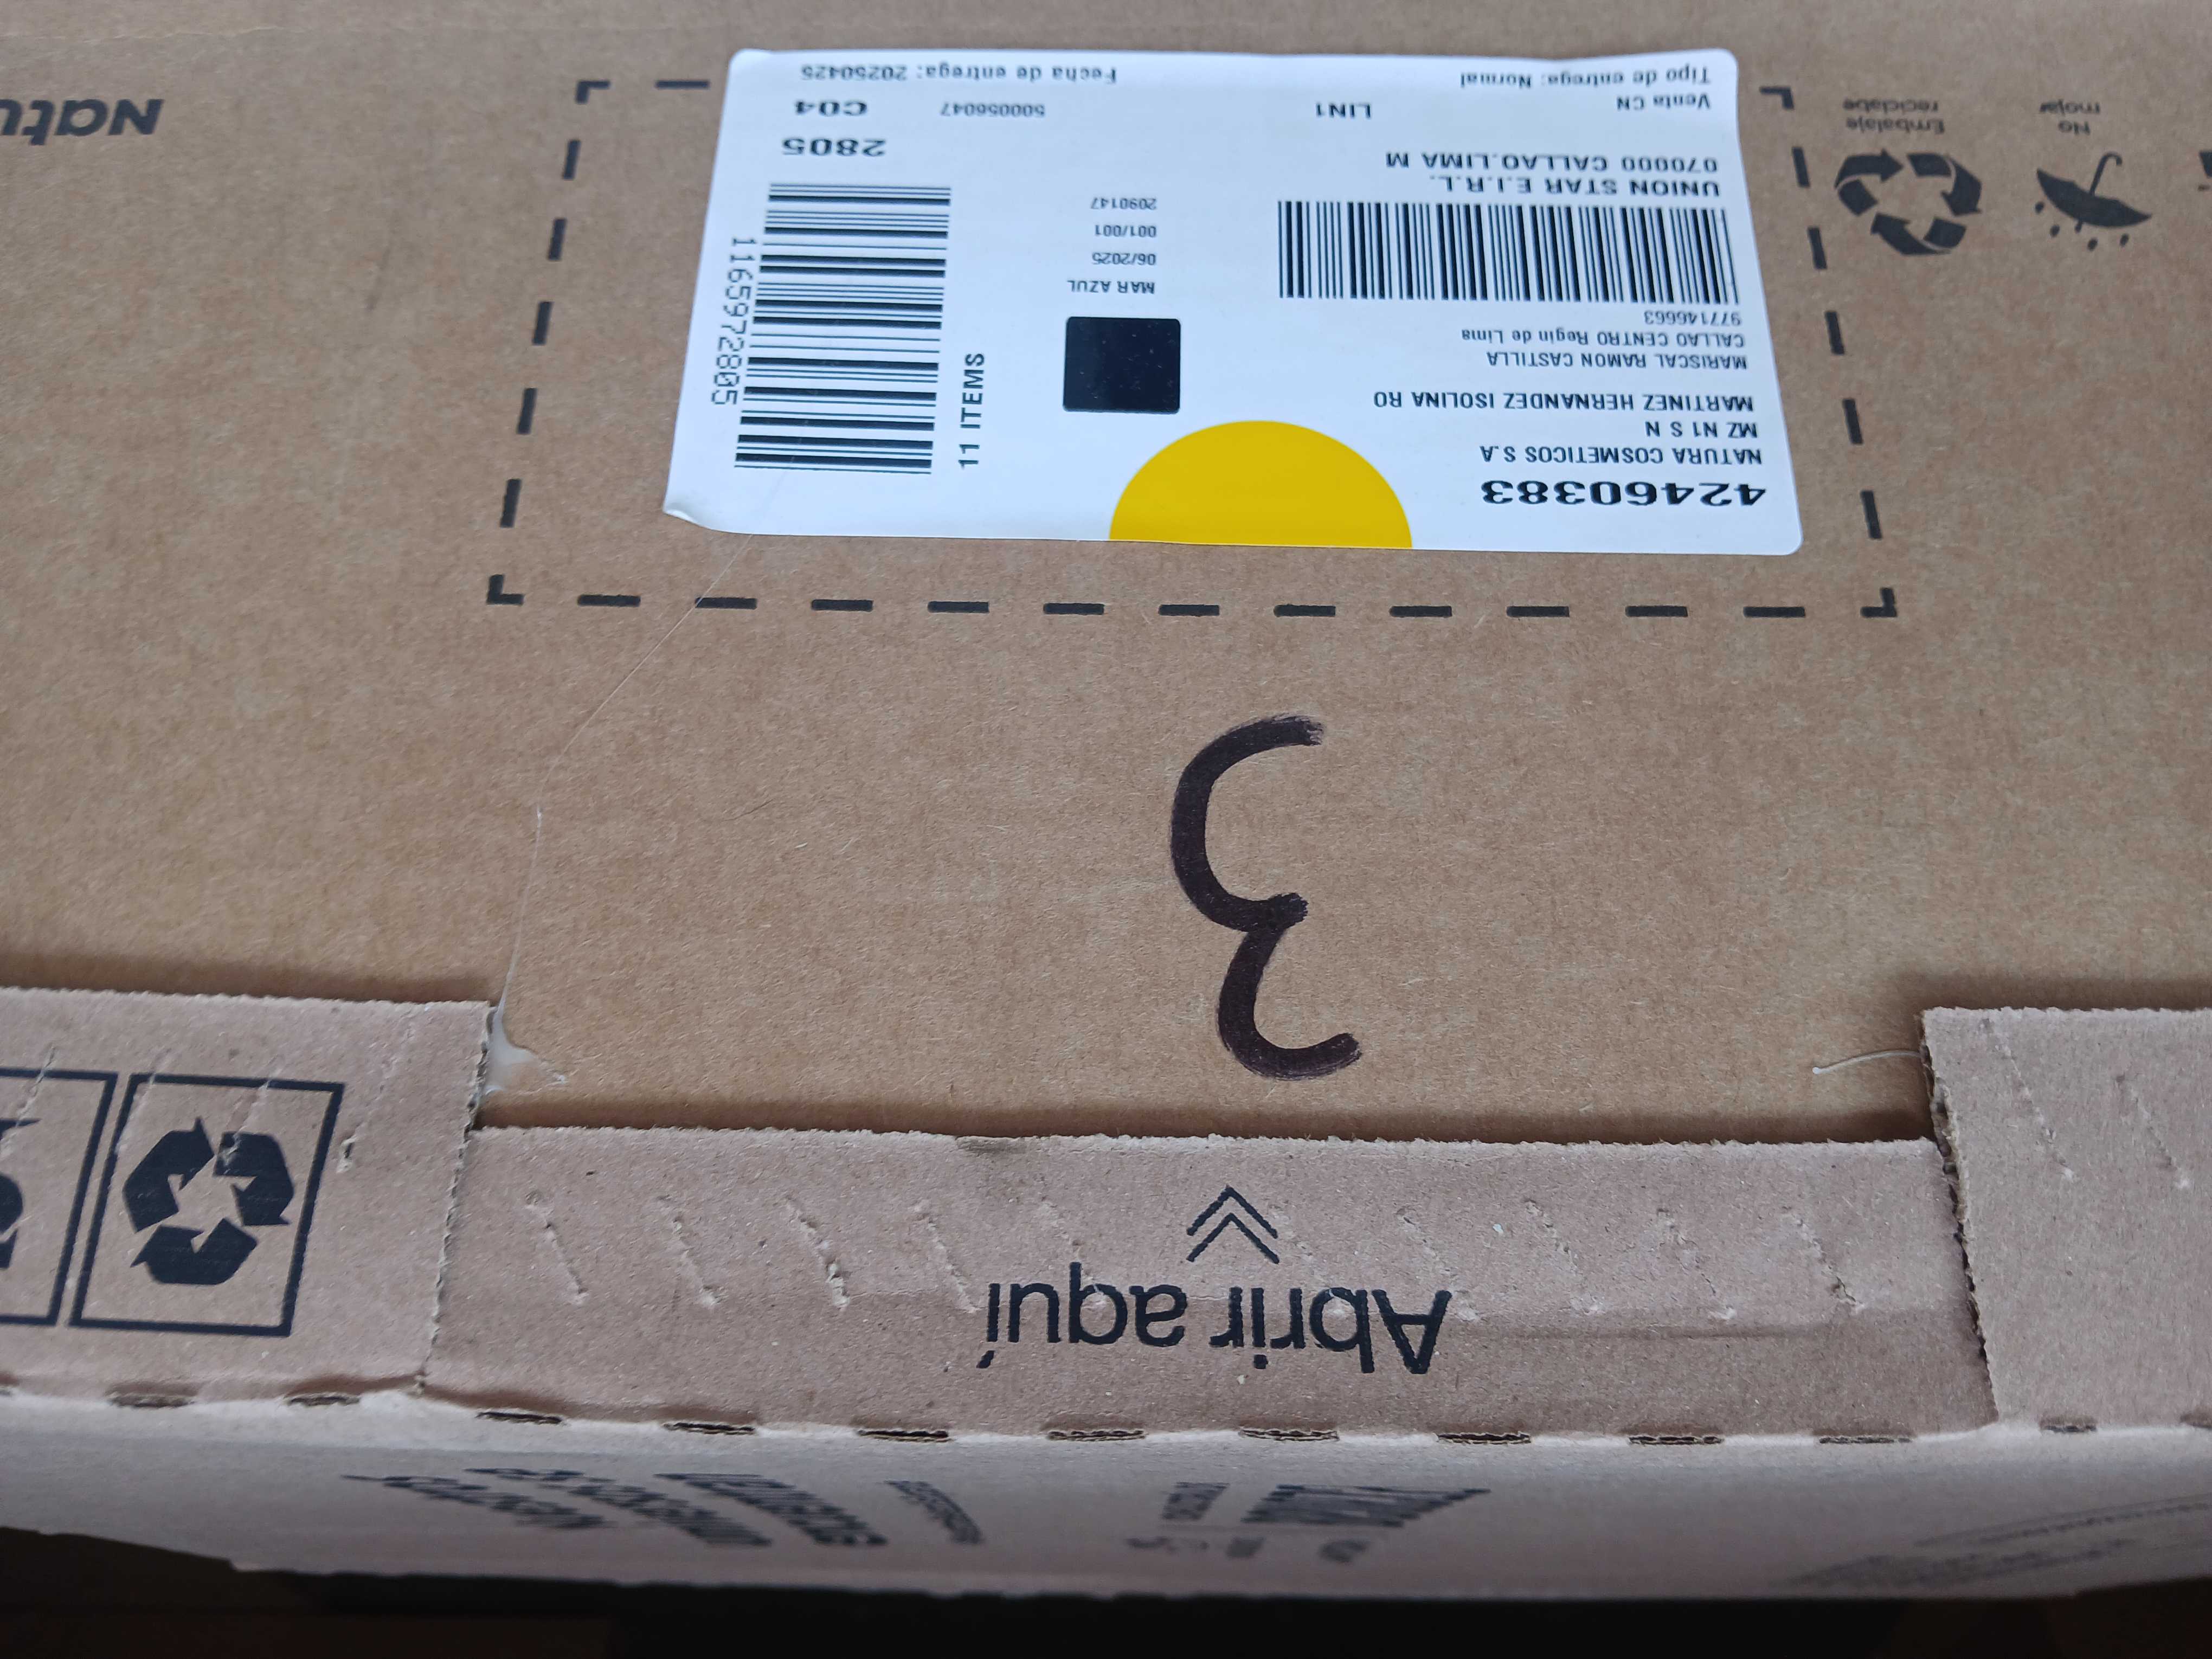 42460383
NATURA COSMETICOS S.A
MZ N1 S N
MARTINEZ HERNANDEZ ISOLINA RO
MARISCAL RAMON CASTILLA
CALLAO CENTRO Regin de Lima
977146663
UNION STAR E.I.R.L.
070000 CALLAO.LIMA M
Venta CN LIN1
Tipo de entrega: Normal
MAR AZUL
06/2025
001/001
2090147
11 ITEMS
1165972805
2805
500056047 C04
Fecha de entrega: 20250425
No
mojar
Embalaje
reciclable
Natu
3
Abrir aquí